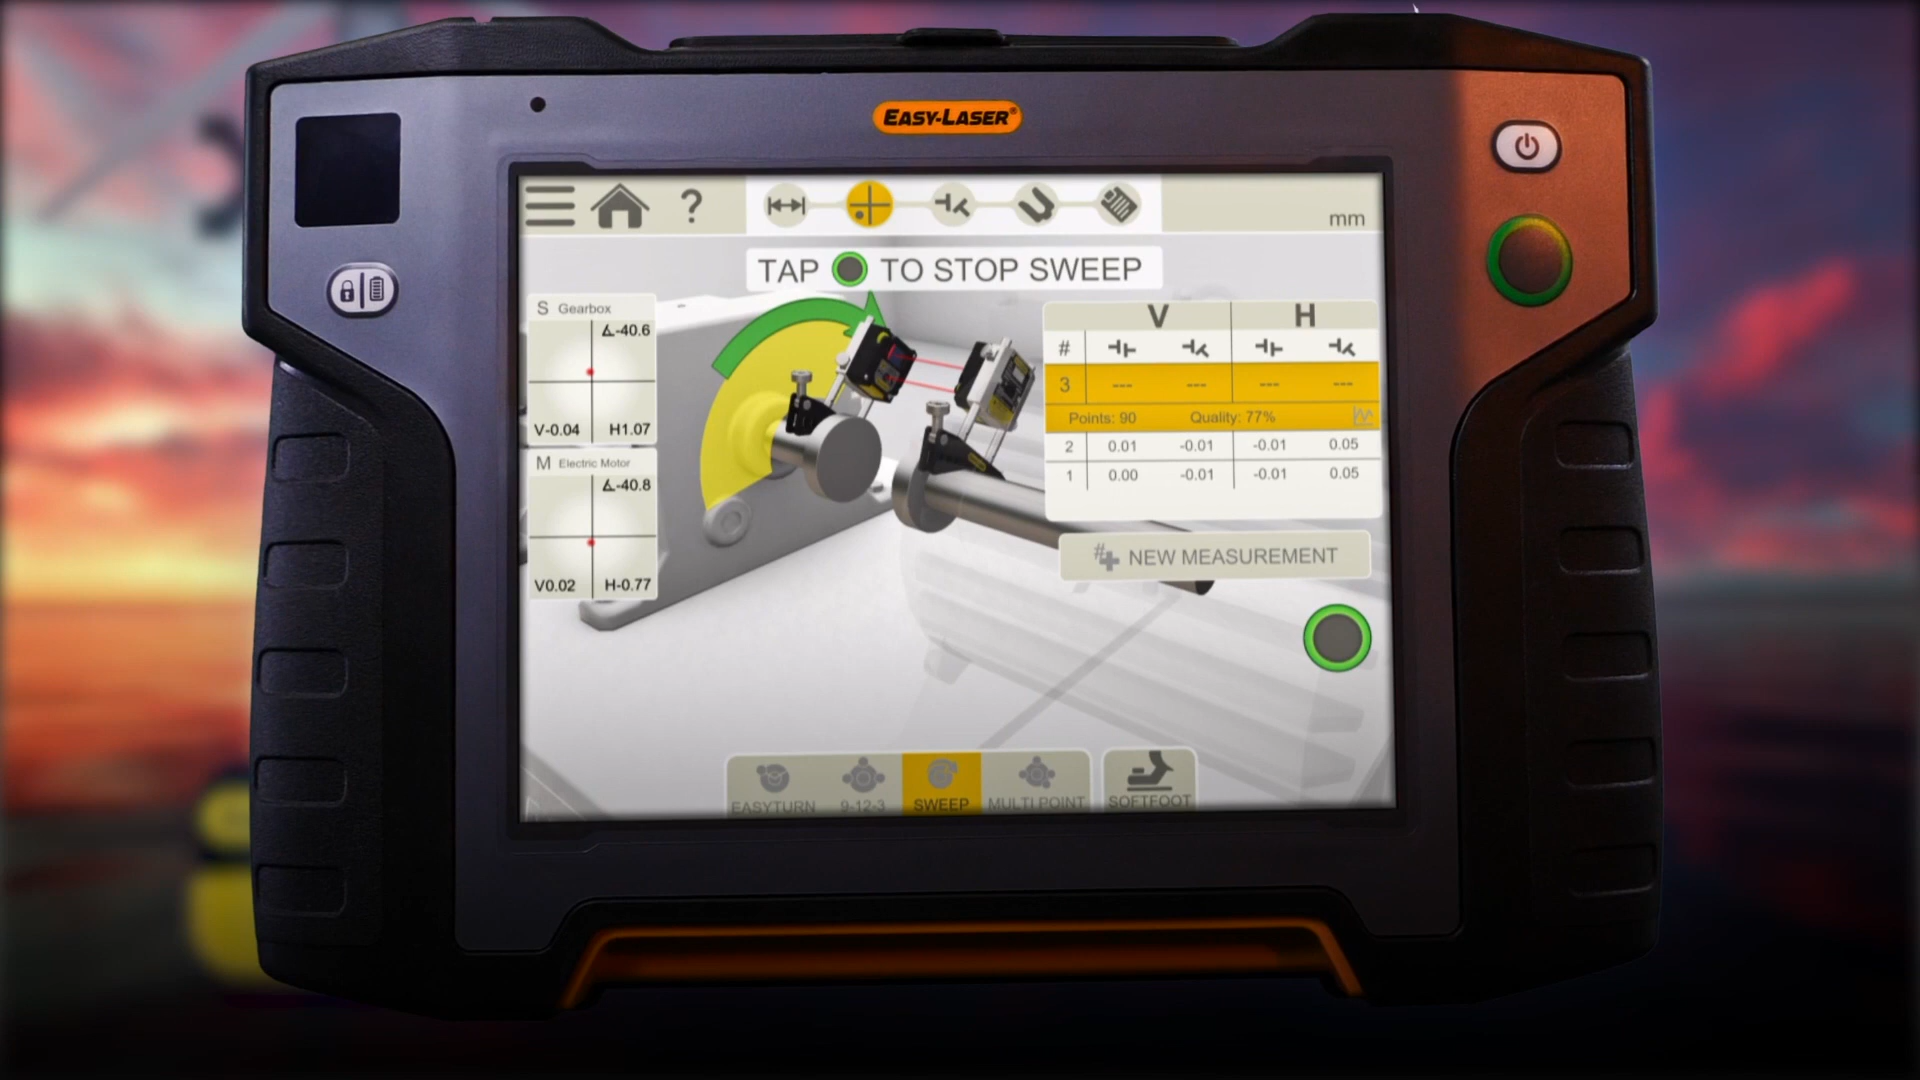 EASY-LASER®
?
mm
TAP TO STOP SWEEP
S Gearbox
-40.6
V-0.04 H1.07
M Electric Motor
-40.8
V0.02 H-0.77
V H
#
3 --- --- --- ---
Points: 90 Quality: 77%
2 0.01 -0.01 -0.01 0.05
1 0.00 -0.01 -0.01 0.05
# NEW MEASUREMENT
EASYTURN 9-12-3 SWEEP MULTIPOINT SOFTFOOT